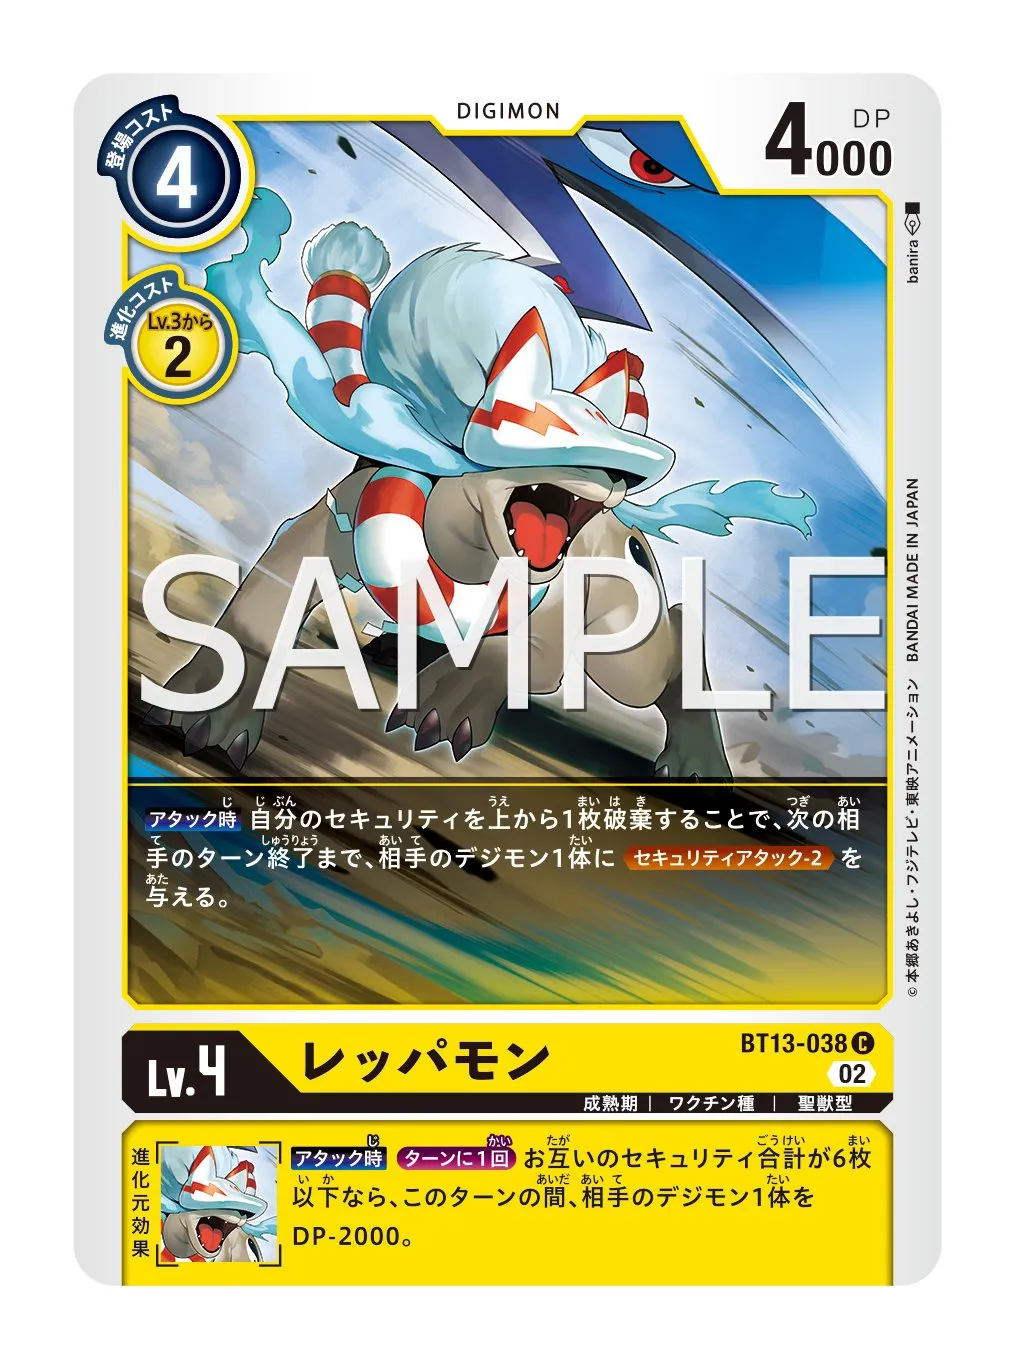 DIGIMON
登場コスト
4
4000
DP
進化コスト
Lv.3から
2
banira
SAMPLE
アタック時 自分のセキュリティを上から1枚破棄することで、次の相
手のターン終了まで、相手のデジモン1体に セキュリティアタック-2 を
与える。
©本郷あきよし・フジテレビ・東映アニメーション BANDAI MADE IN JAPAN
Lv.4
レッパモン
BT13-038 C
02
成熟期 | ワクチン種 | 聖獣型
進化元効果
アタック時 ターンに1回 お互いのセキュリティ合計が6枚
以下なら、このターンの間、相手のデジモン1体を
DP-2000。